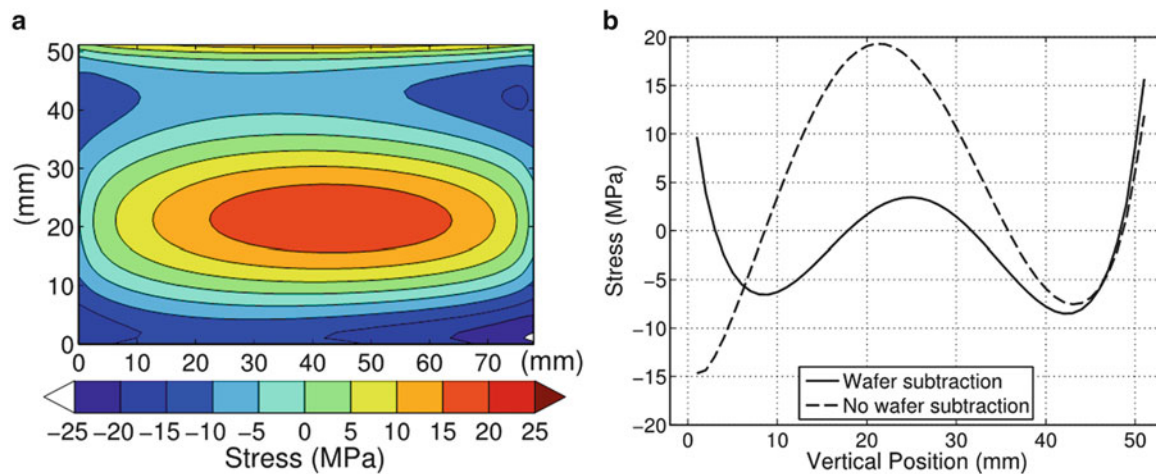 a
50
40
30
20
10
0
(mm)
0 10 20 30 40 50 60 70 (mm)
−25 −15 −10 −5 0 5 10 15 20 25
Stress (MPa)
b
20
15
10
5
0
−5
−10
−15
−20
Stress (MPa)
Wafer subtraction
No wafer subtraction
0 10 20 30 40 50
Vertical Position (mm)